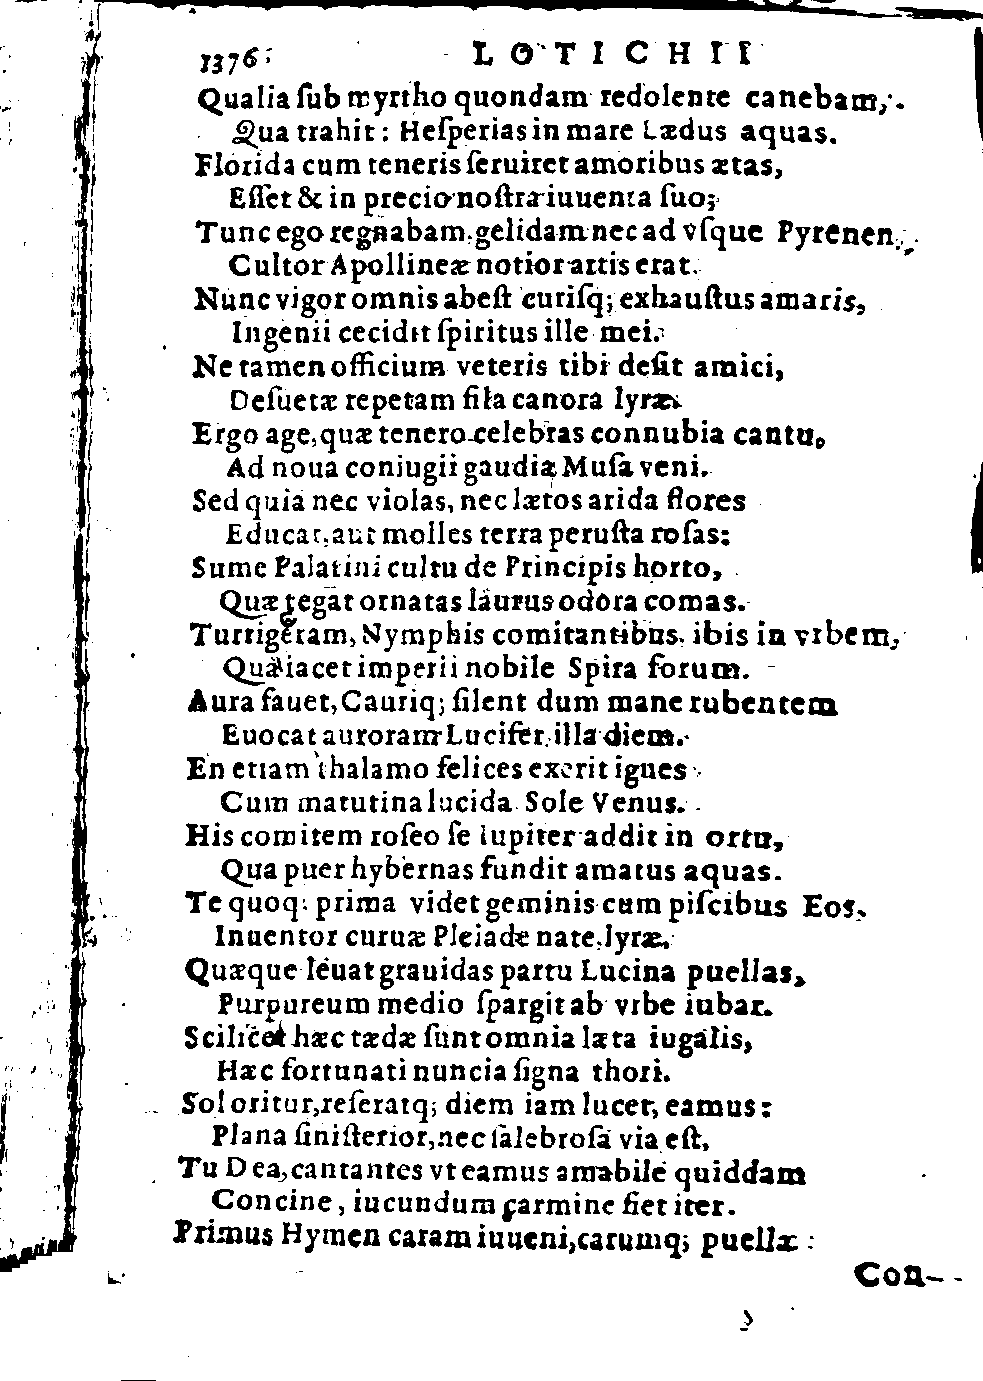 1376 LOTICHII
Qualia ſub myrtho quondam redolente canebam,
Qua trahit: Heſperias in mare Lædus aquas.
Florida cum teneris ſeruiret amoribus ætas,
Eſſet & in precio noſtra iuuenta ſuo;
Tunc ego regnabam, gelidam nec ad vſque Pyrenen,
Cultor Apollineæ notior artis erat.
Nunc vigor omnis abeſt curiſq; exhauſtus amaris,
Ingenii cecidit ſpiritus ille mei.
Ne tamen officium veteris tibi deſit amici,
Deſuetæ repetam fila canora lyræ.
Ergo age, quæ tenero celebras connubia cantu,
Ad noua coniugii gaudia Muſa veni.
Sed quia nec violas, nec lætos arida flores
Educat, aut molles terra peruſta roſas:
Sume Palatini cultu de Principis horto,
Quæ tegat ornatas laurus odora comas.
Turrigeram, Nymphis comitantibus, ibis in vrbem,
Qua iacet imperii nobile Spira forum.
Aura fauet, Cauriq; ſilent dum mane rubentem
Euocat auroram Lucifer, illa diem.
En etiam thalamo felices exerit ignes
Cum matutina lucida Sole Venus.
His comitem roſeo ſe Iupiter addit in ortu,
Qua puer hybernas fundit amatus aquas.
Te quoq; prima videt geminis cum piſcibus Eos,
Inuentor curuæ Pleiade nate, lyræ.
Quæque leuat grauidas partu Lucina puellas,
Purpureum medio ſpargit ab vrbe iubar.
Scilicet hæc tædæ ſunt omnia læta iugalis,
Hæc fortunati nuncia ſigna thori.
Sol oritur, reſeratq; diem iam lucet, eamus:
Plana ſiniſterior, nec ſalebroſa via eſt,
Tu Dea, cantantes vt eamus amabile quiddam
Concine, iucundum carmine fiet iter.
Primus Hymen caram iuueni, carumq; puellæ
Con-